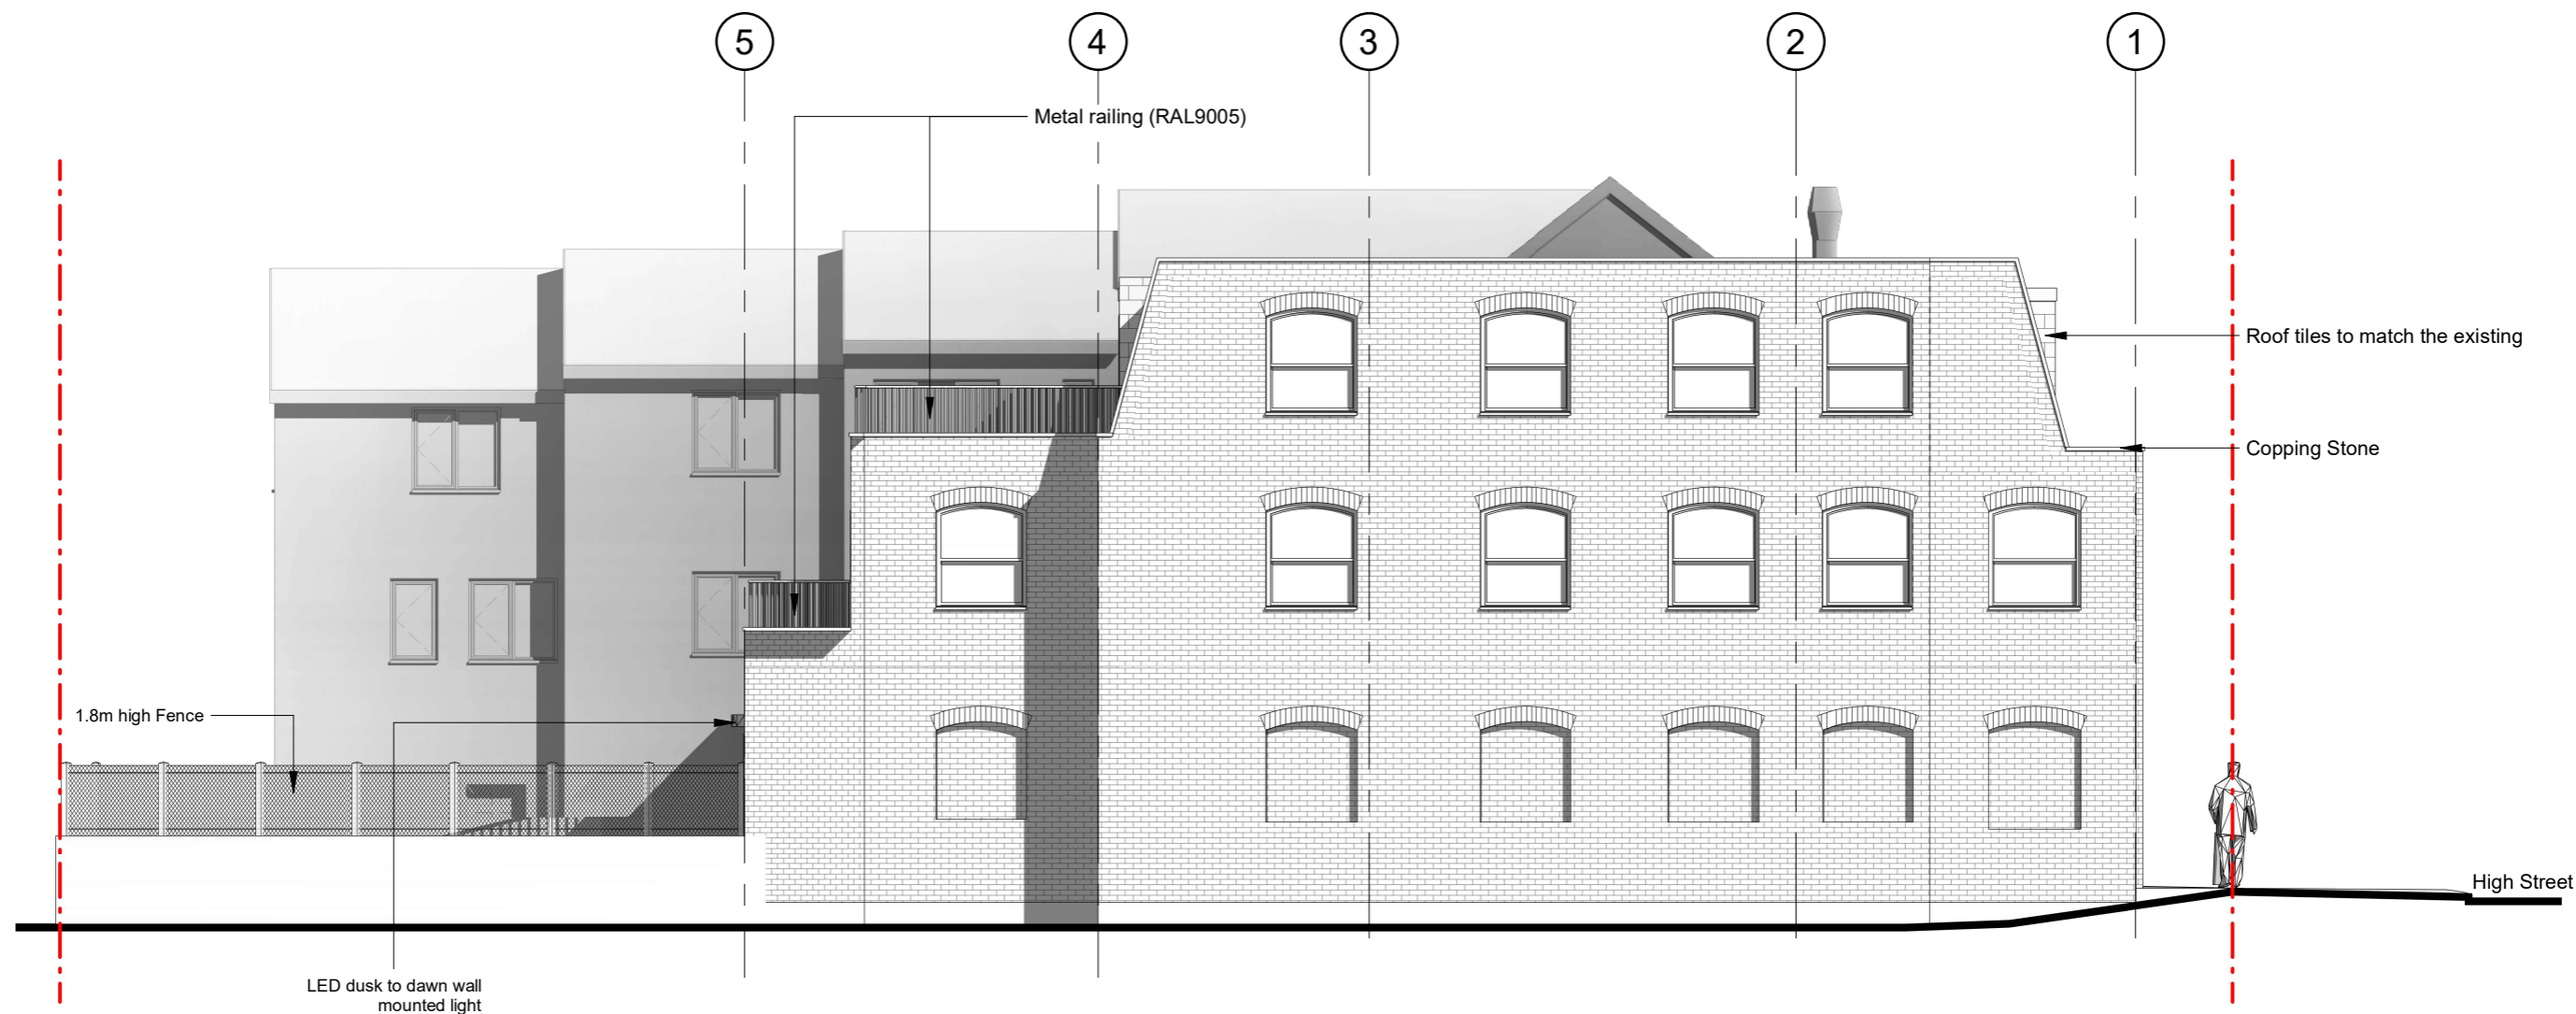 5
4
3
2
1
Metal railing (RAL9005)
Roof tiles to match the existing
Copping Stone
1.8m high Fence
High Street
LED dusk to dawn wall
mounted light